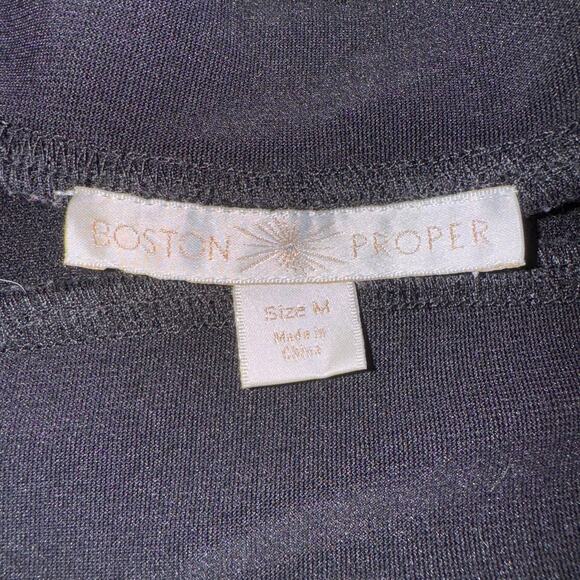 BOSTON PROPER
Size M
Made in
China